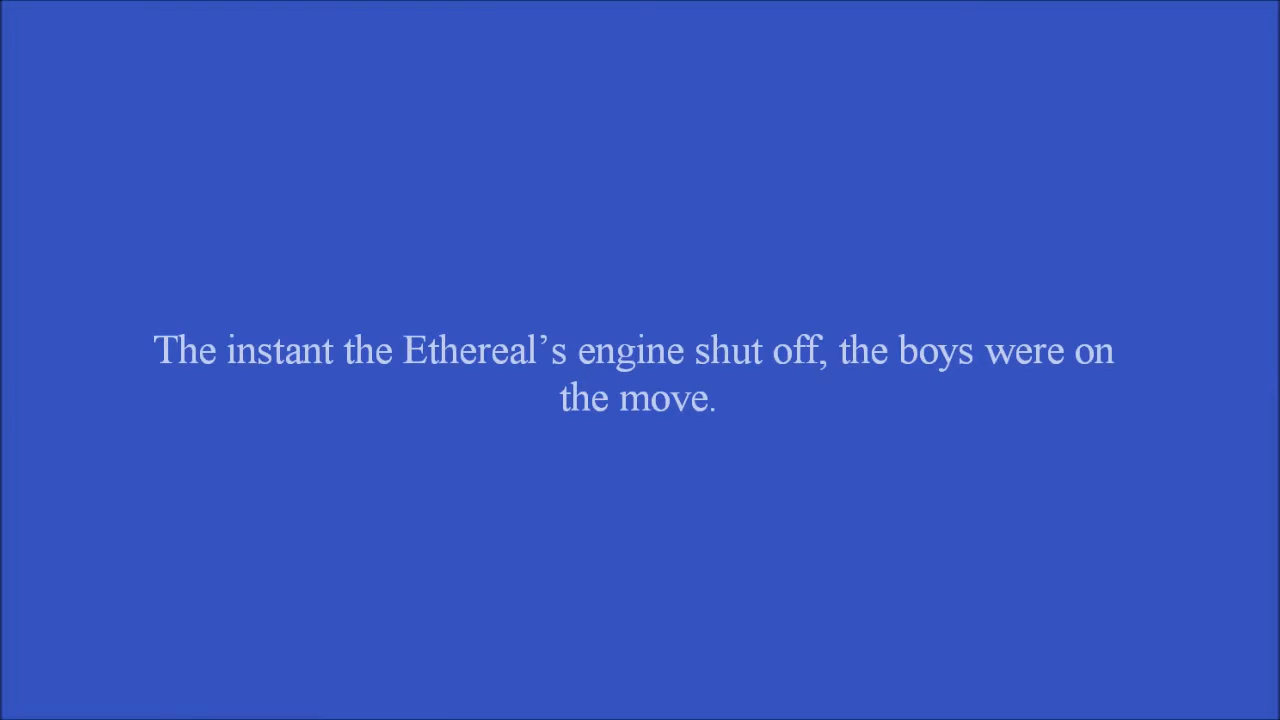 The instant the Ethereal’s engine shut off, the boys were on
the move.